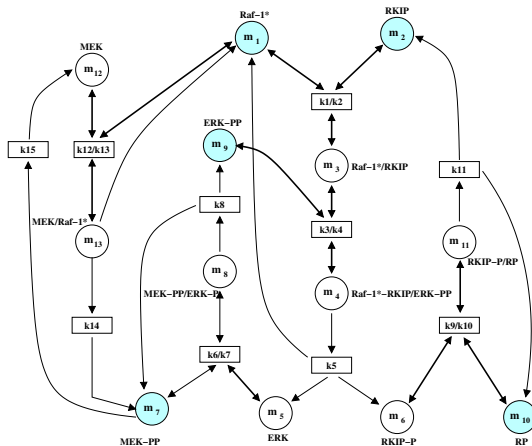 Raf-1*
RKIP
m1
m2
MEK
m12
k1/k2
ERK-PP
k15
k12/k13
m9
m3
Raf-1*/RKIP
k11
k8
MEK/Raf-1*
m13
k3/k4
m11
RKIP-P/RP
m8
MEK-PP/ERK-P
m4
Raf-1*-RKIP/ERK-PP
k14
k9/k10
k6/k7
k5
m7
m5
m6
m10
MEK-PP
ERK
RKIP-P
RP